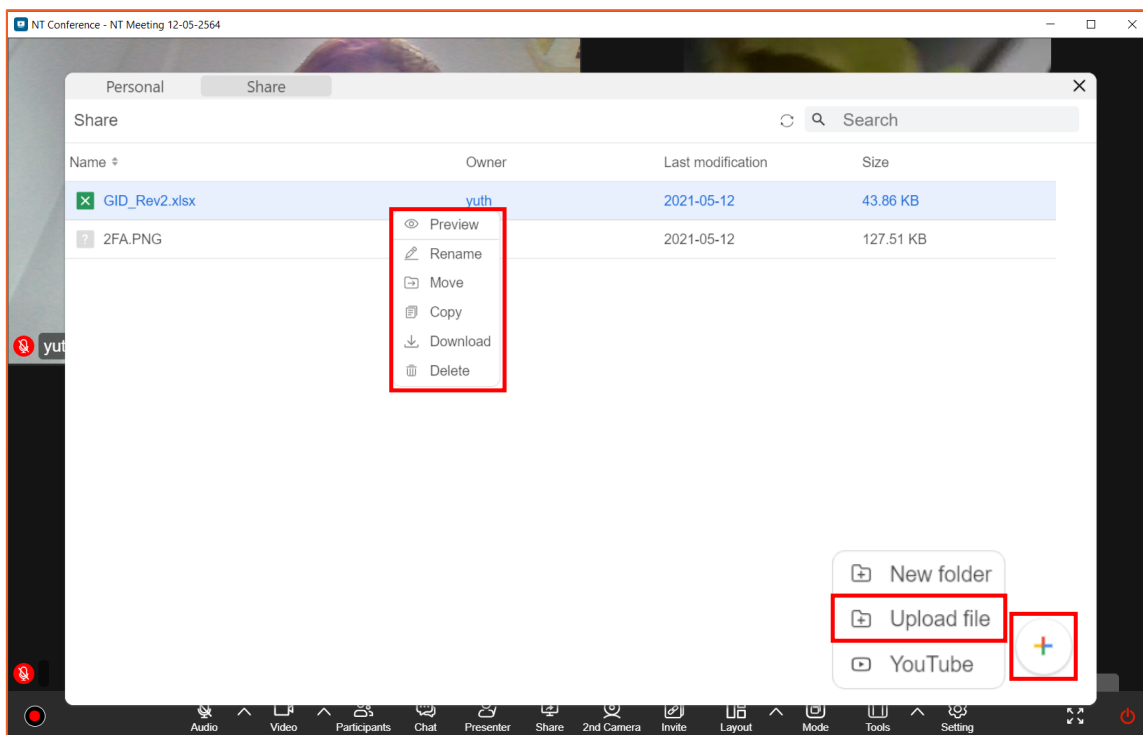 NT Conference - NT Meeting 12-05-2564
Personal Share
Share Search
Name Owner Last modification Size
GID_Rev2.xlsx yuth 2021-05-12 43.86 KB
2FA.PNG 2021-05-12 127.51 KB
Preview
Rename
Move
Copy
Download
Delete
yut
New folder
Upload file
YouTube
Audio Video Participants Chat Presenter Share 2nd Camera Invite Layout Mode Tools Setting